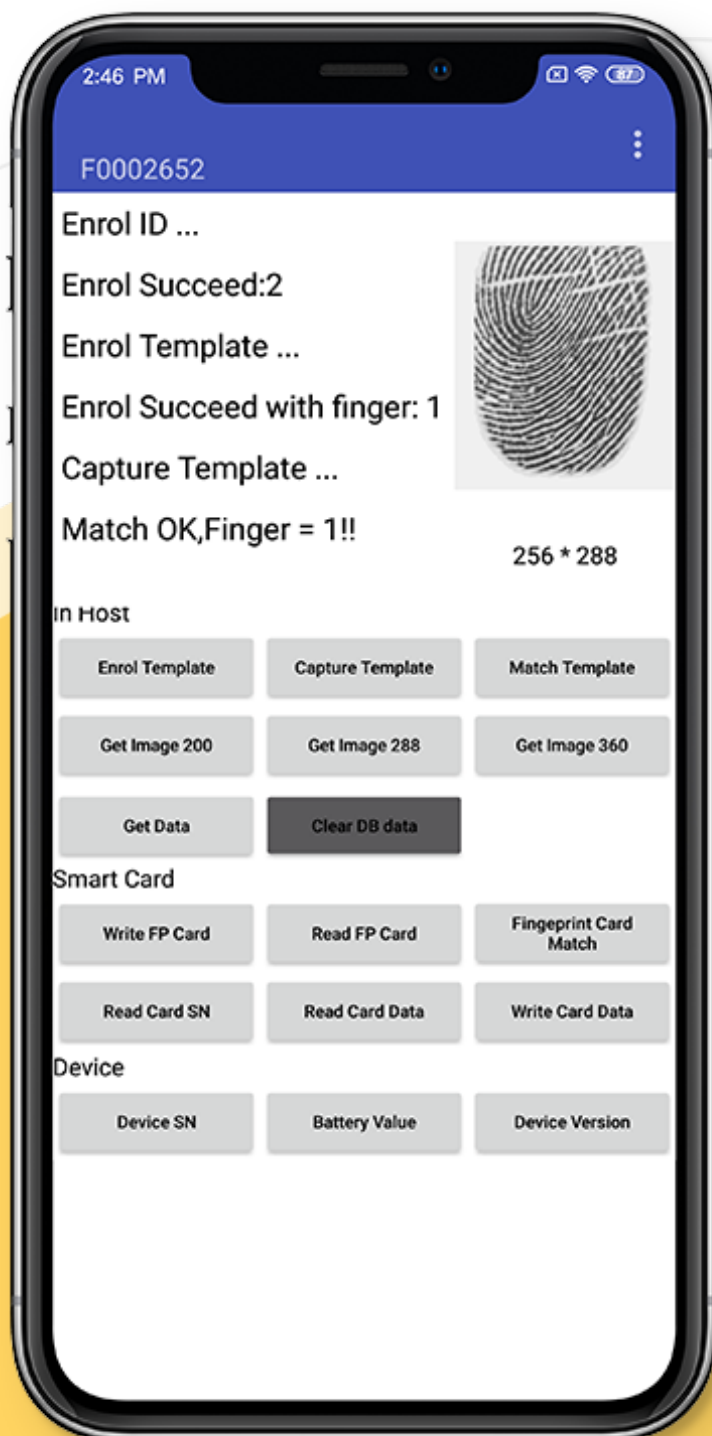 2:46 PM
87
F0002652
Enrol ID ...
Enrol Succeed:2
Enrol Template ...
Enrol Succeed with finger: 1
Capture Template ...
Match OK,Finger = 1!!
256 * 288
In Host
Enrol Template
Capture Template
Match Template
Get Image 200
Get Image 288
Get Image 360
Get Data
Clear DB data
Smart Card
Write FP Card
Read FP Card
Fingeprint Card
Match
Read Card SN
Read Card Data
Write Card Data
Device
Device SN
Battery Value
Device Version